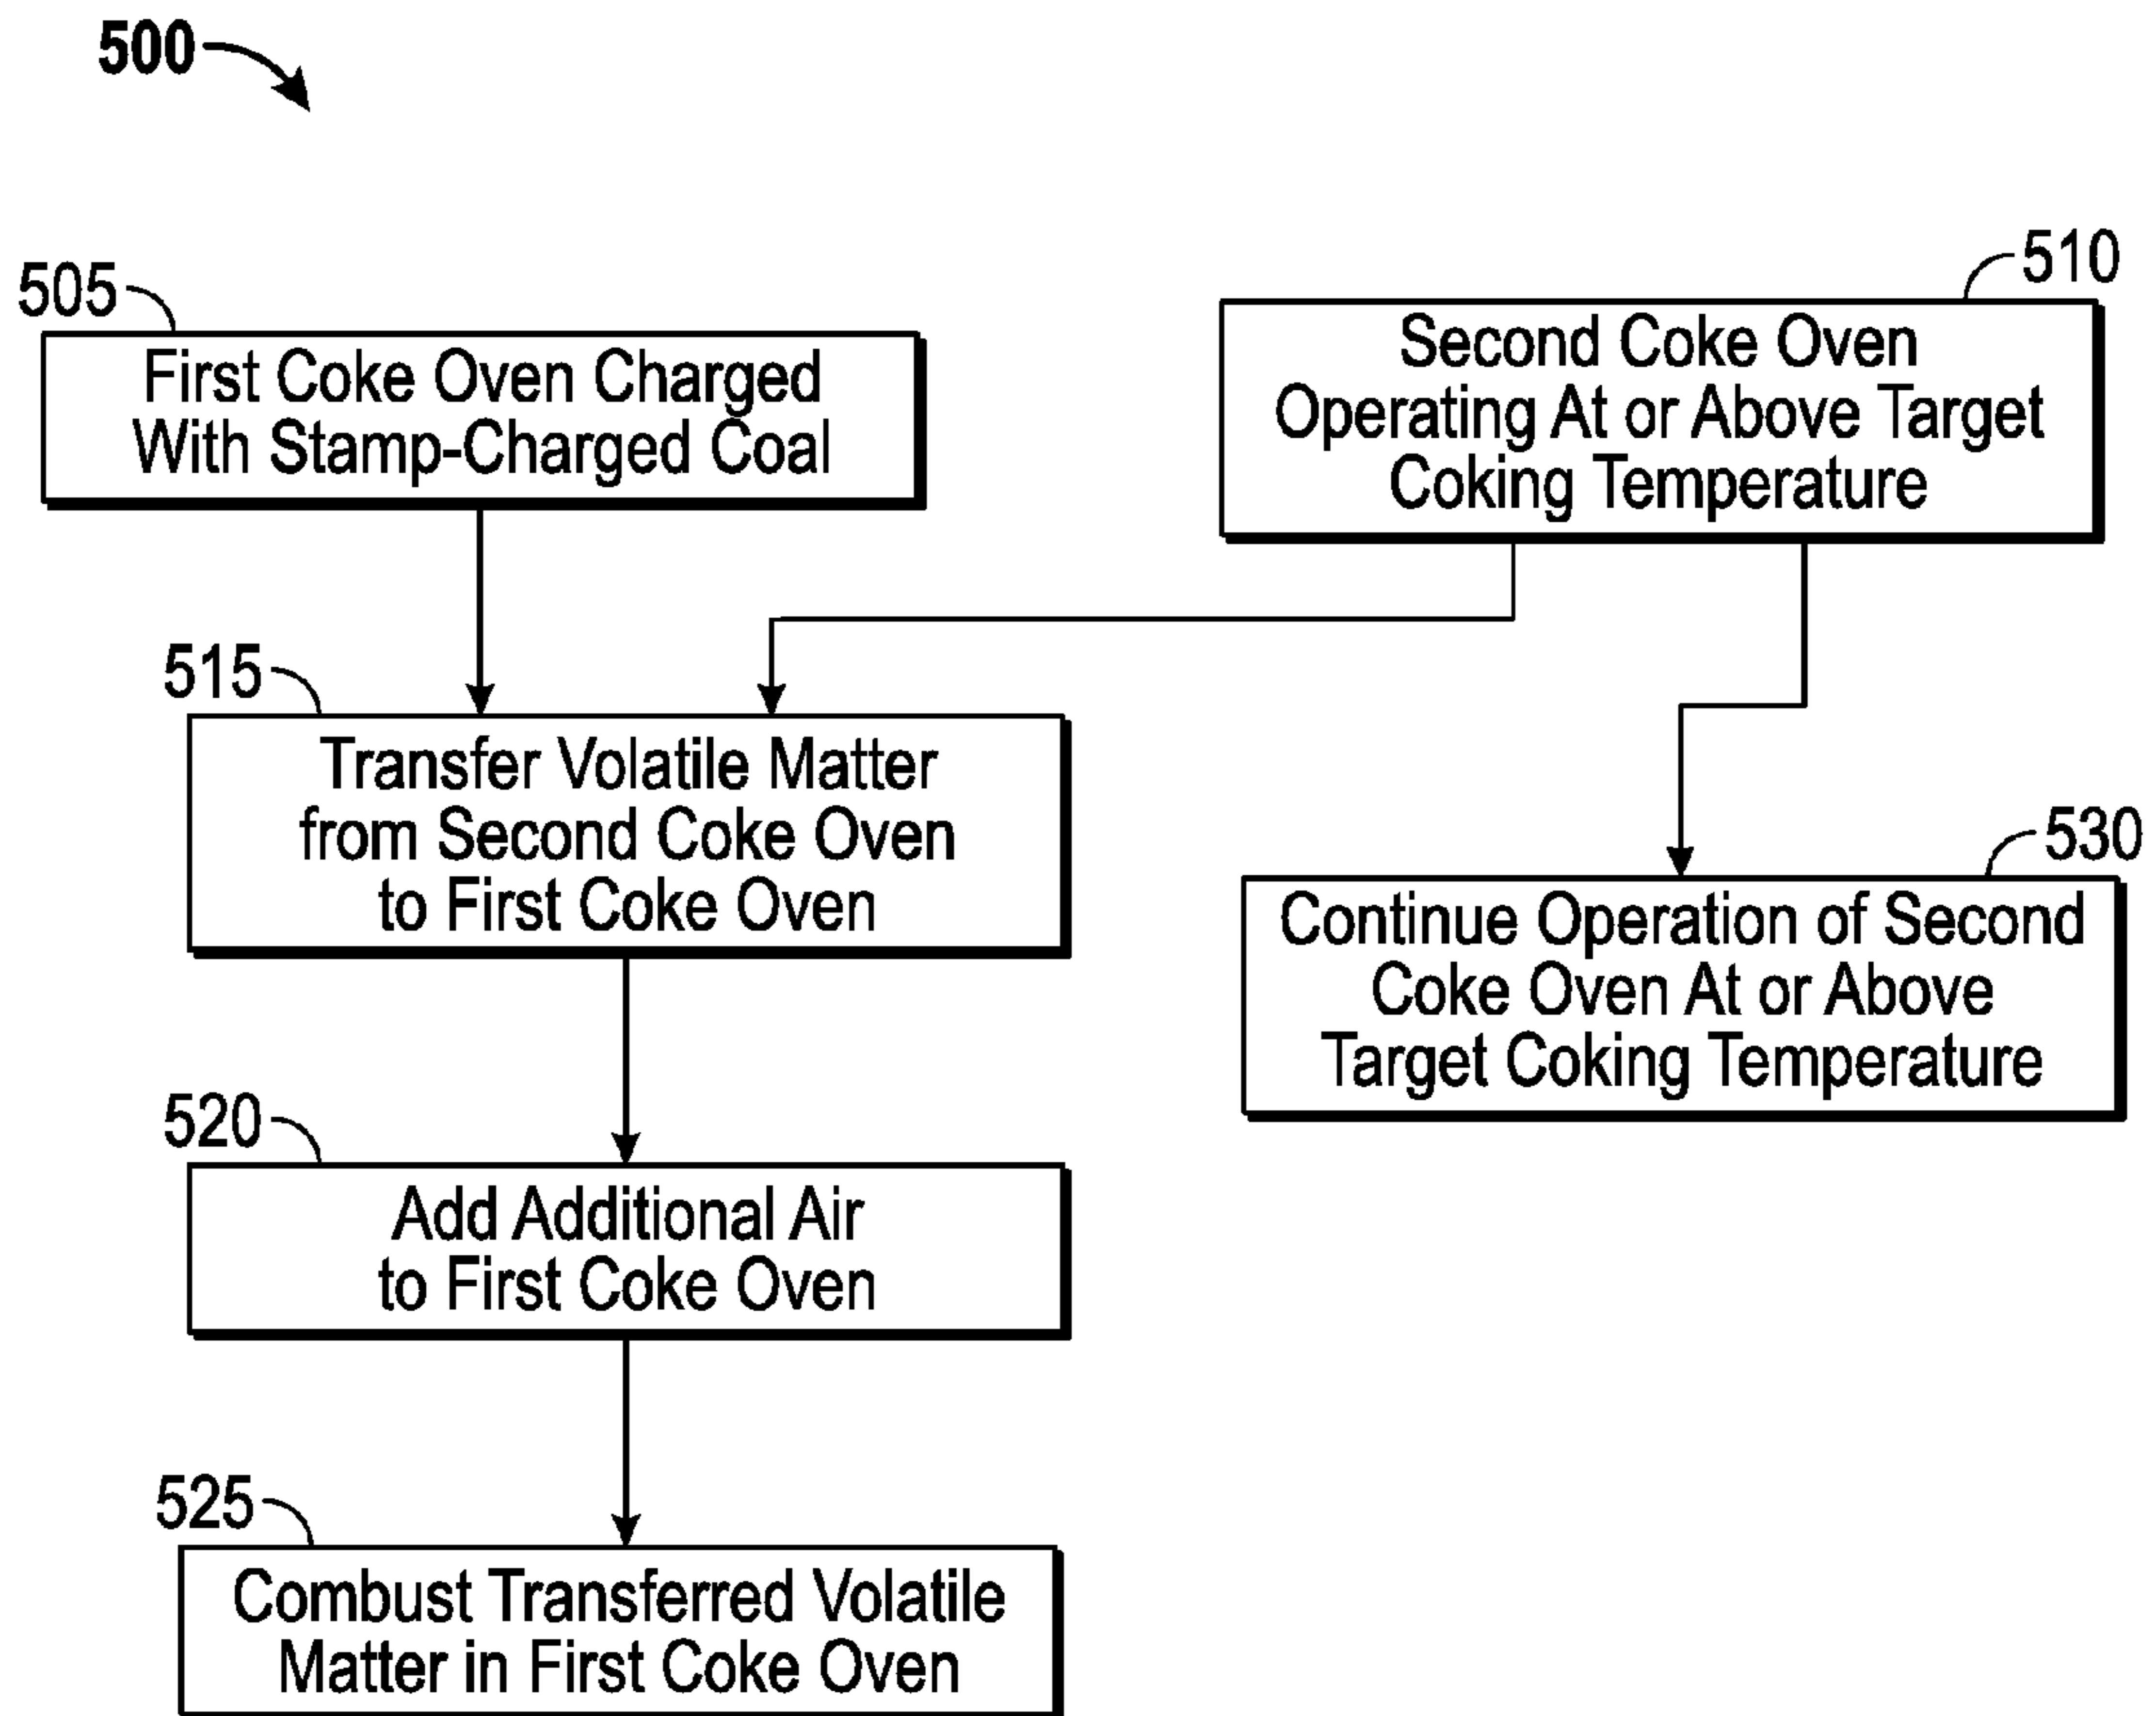 500
505
First Coke Oven Charged
With Stamp-Charged Coal
510
Second Coke Oven
Operating At or Above Target
Coking Temperature
515
Transfer Volatile Matter
from Second Coke Oven
to First Coke Oven
530
Continue Operation of Second
Coke Oven At or Above
Target Coking Temperature
520
Add Additional Air
to First Coke Oven
525
Combust Transferred Volatile
Matter in First Coke Oven